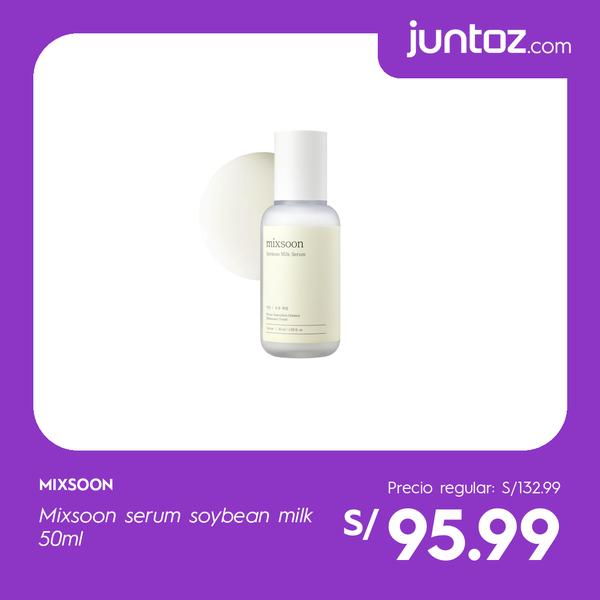 juntoz.com
mixsoon
Soybean Milk Serum
MIXSOON
Mixsoon serum soybean milk
50ml
Precio regular: S/132.99
S/95.99